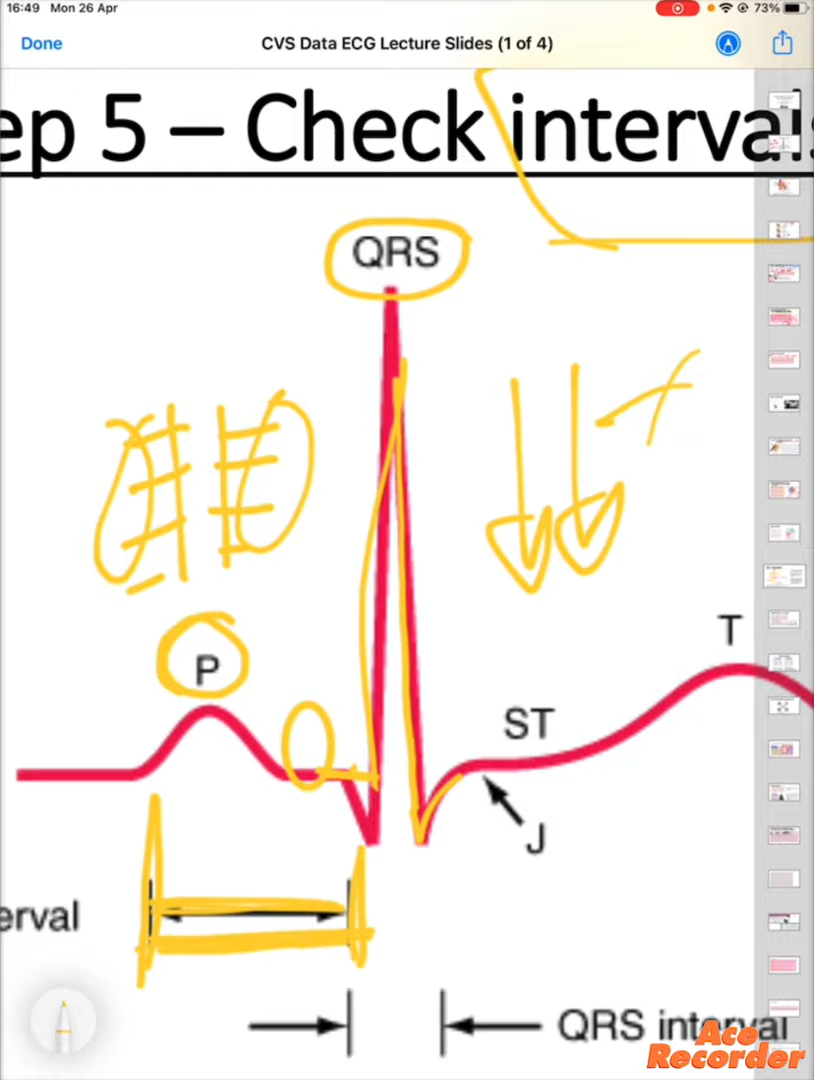 16:49 Mon 26 Apr
73%
Done
CVS Data ECG Lecture Slides (1 of 4)
ep 5 – Check intervals
QRS
P
T
ST
J
erval
QRS interval
Ace
Recorder